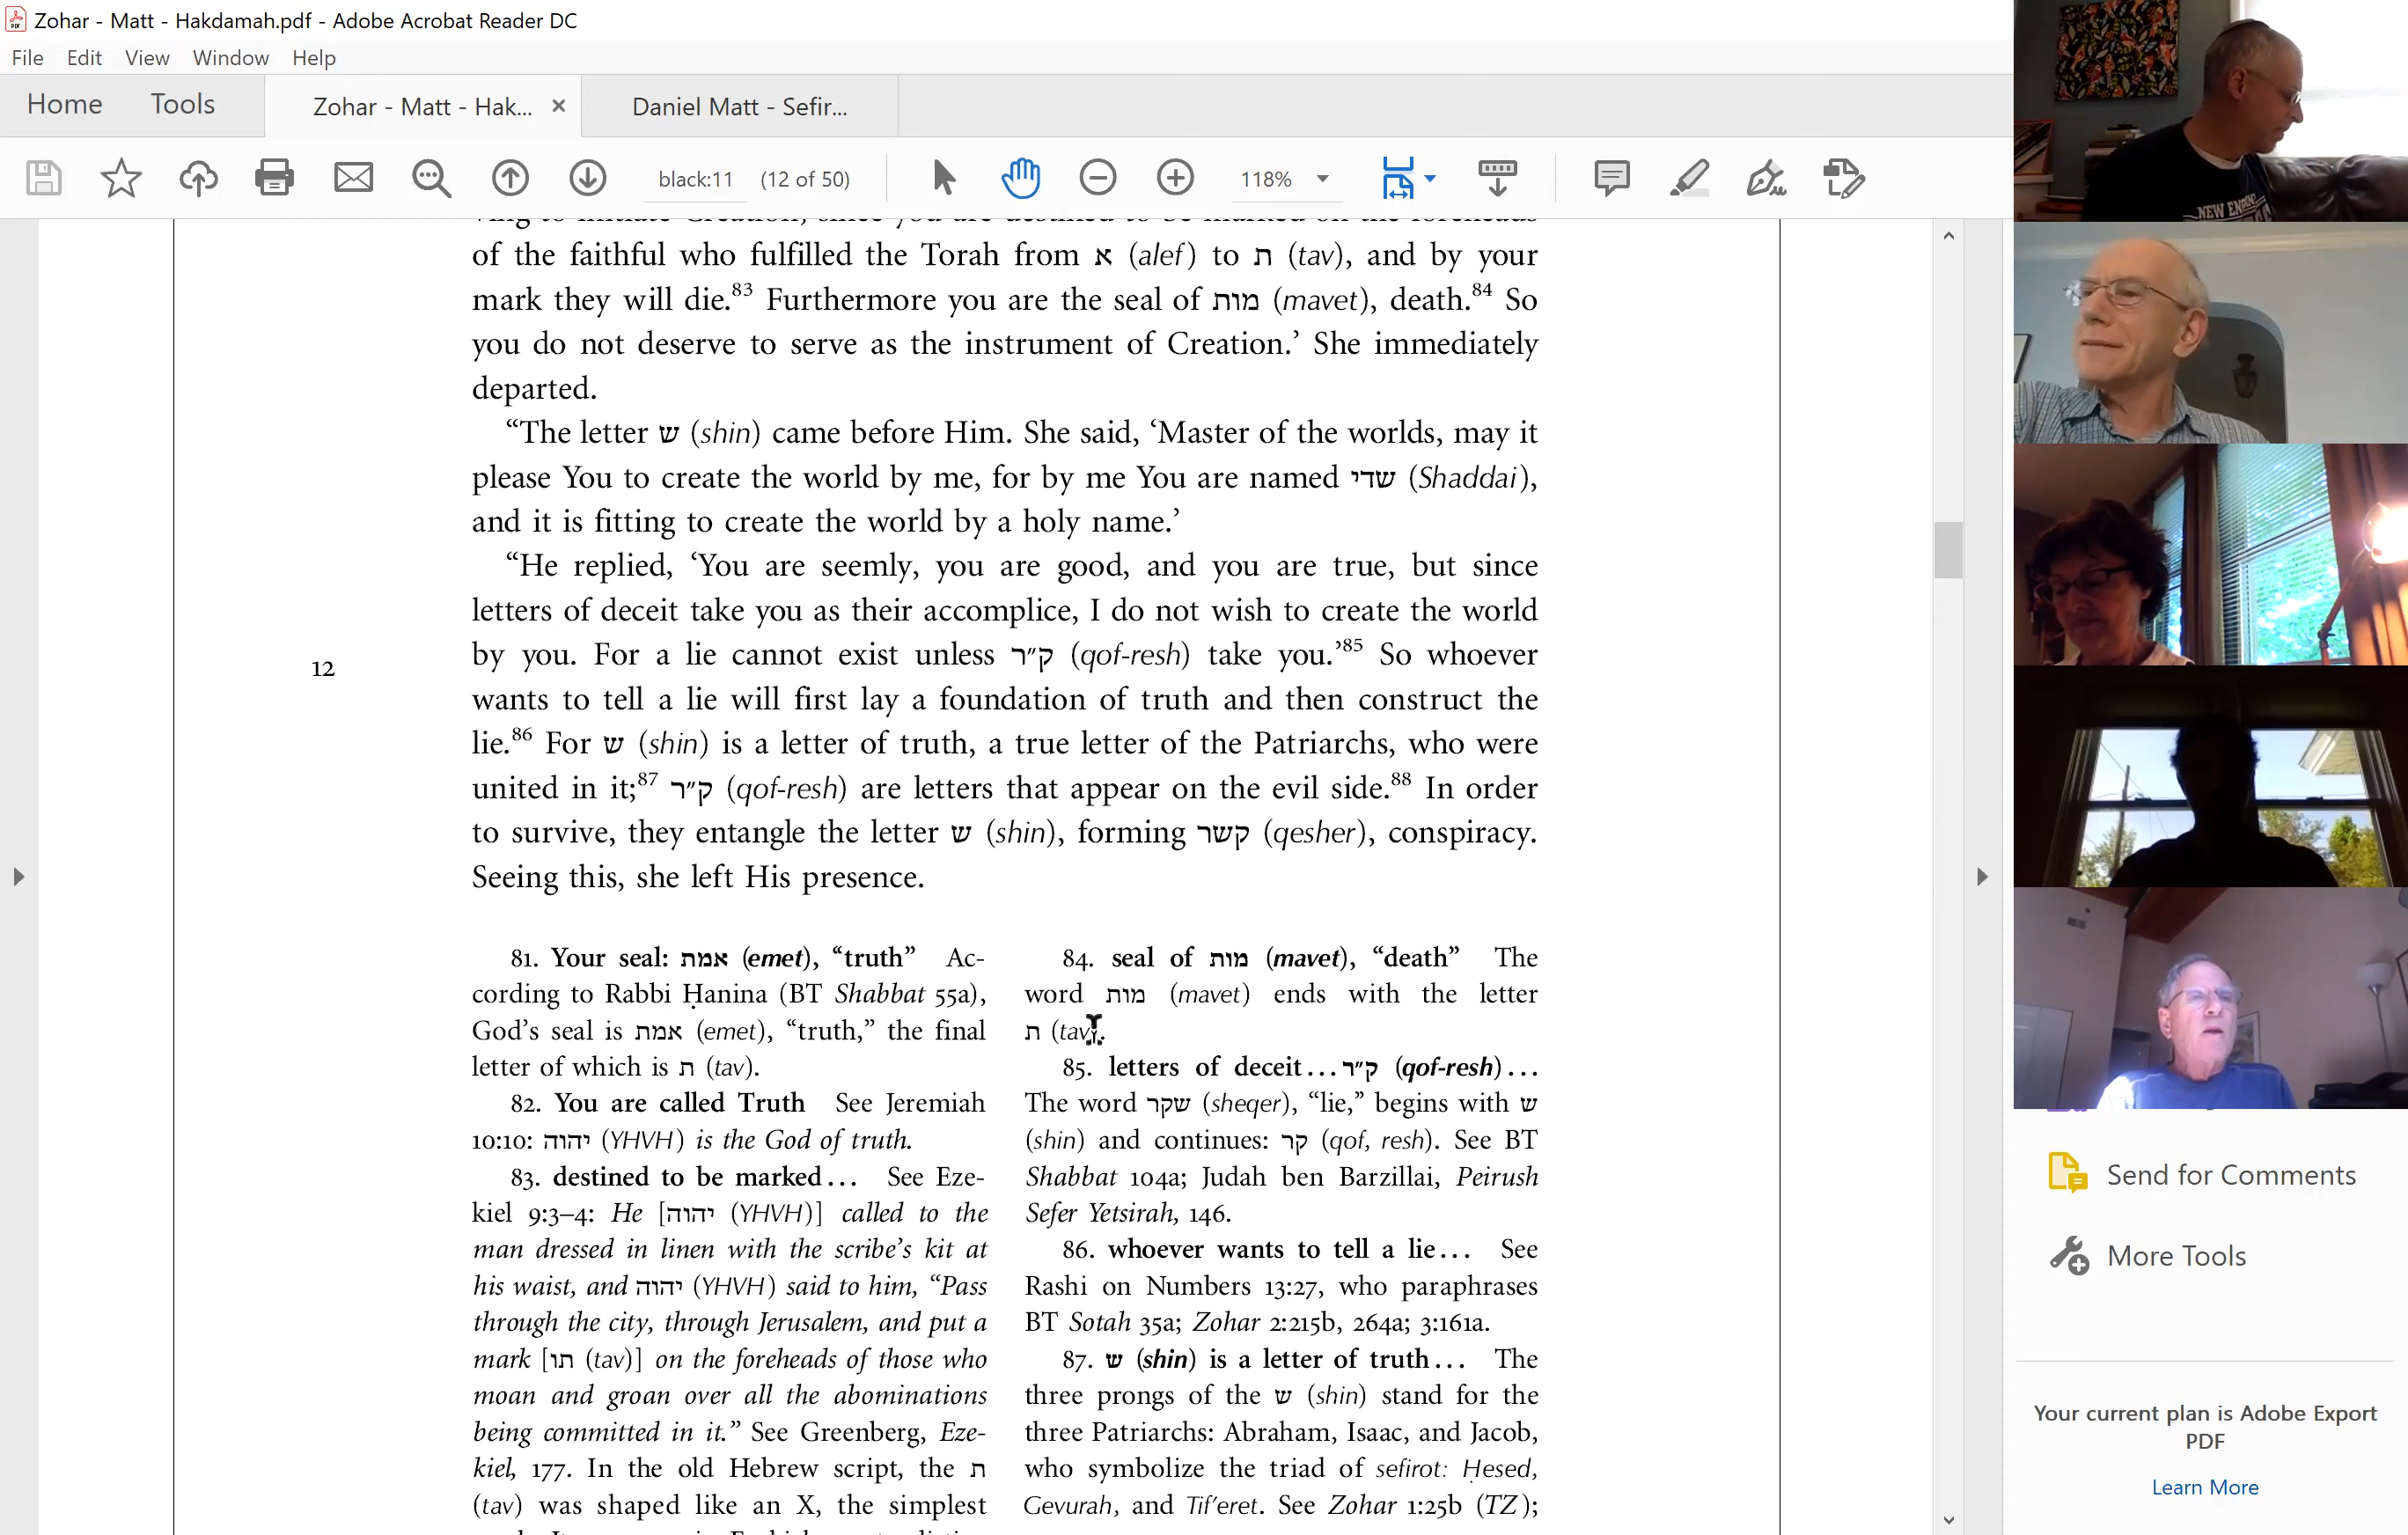 Zohar - Matt - Hakdamah.pdf - Adobe Acrobat Reader DC
File Edit View Window Help
Home Tools Zohar - Matt - Hak... × Daniel Matt - Sefir...
black:11 (12 of 50) 118%
ving to initiate Creation, since you are destined to be marked on the foreheads
of the faithful who fulfilled the Torah from א (alef) to ת (tav), and by your
mark they will die.83 Furthermore you are the seal of מות (mavet), death.84 So
you do not deserve to serve as the instrument of Creation.’ She immediately
departed.
“The letter ש (shin) came before Him. She said, ‘Master of the worlds, may it
please You to create the world by me, for by me You are named שדי (Shaddai),
and it is fitting to create the world by a holy name.’
“He replied, ‘You are seemly, you are good, and you are true, but since
letters of deceit take you as their accomplice, I do not wish to create the world
by you. For a lie cannot exist unless ק״ר (qof-resh) take you.’85 So whoever
12
wants to tell a lie will first lay a foundation of truth and then construct the
lie.86 For ש (shin) is a letter of truth, a true letter of the Patriarchs, who were
united in it;87 ק״ר (qof-resh) are letters that appear on the evil side.88 In order
to survive, they entangle the letter ש (shin), forming קשר (qesher), conspiracy.
Seeing this, she left His presence.
81. Your seal: אמת (emet), “truth” Ac-
cording to Rabbi Ḥanina (BT Shabbat 55a),
God’s seal is אמת (emet), “truth,” the final
letter of which is ת (tav).
82. You are called Truth See Jeremiah
10:10: יהוה (YHVH) is the God of truth.
83. destined to be marked... See Eze-
kiel 9:3–4: He [יהוה (YHVH)] called to the
man dressed in linen with the scribe’s kit at
his waist, and יהוה (YHVH) said to him, “Pass
through the city, through Jerusalem, and put a
mark [תו (tav)] on the foreheads of those who
moan and groan over all the abominations
being committed in it.” See Greenberg, Eze-
kiel, 177. In the old Hebrew script, the ת
(tav) was shaped like an X, the simplest
84. seal of מות (mavet), “death” The
word מות (mavet) ends with the letter
ת (tav).
85. letters of deceit...ק״ר (qof-resh)...
The word שקר (sheqer), “lie,” begins with ש
(shin) and continues: קר (qof, resh). See BT
Shabbat 104a; Judah ben Barzillai, Peirush
Sefer Yetsirah, 146.
86. whoever wants to tell a lie... See
Rashi on Numbers 13:27, who paraphrases
BT Sotah 35a; Zohar 2:215b, 264a; 3:161a.
87. ש (shin) is a letter of truth... The
three prongs of the ש (shin) stand for the
three Patriarchs: Abraham, Isaac, and Jacob,
who symbolize the triad of sefirot: Ḥesed,
Gevurah, and Tif’eret. See Zohar 1:25b (TZ);
NEW ENGL
Send for Comments
More Tools
Your current plan is Adobe Export
PDF
Learn More